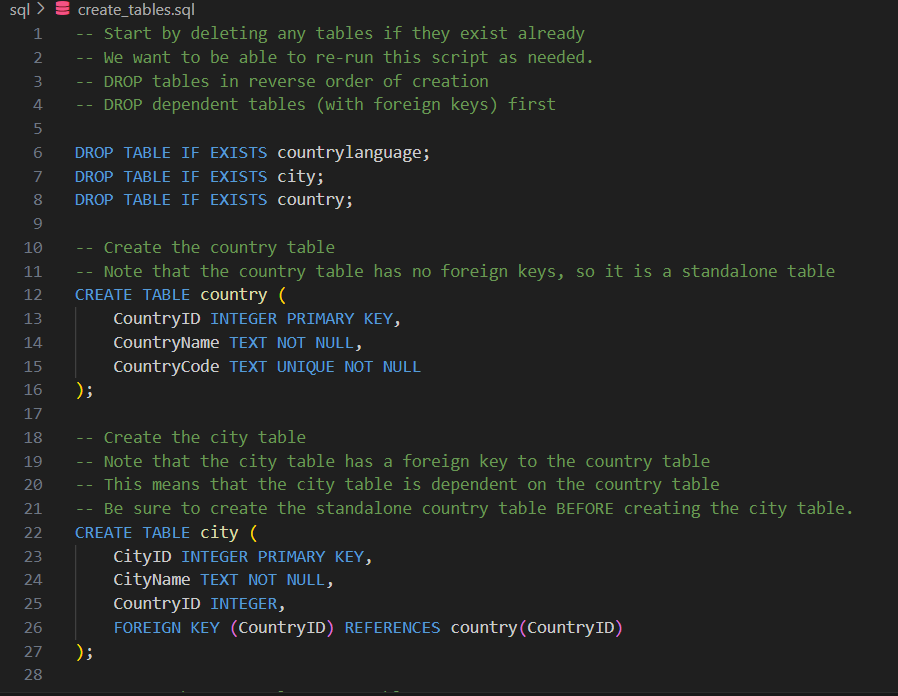 sql > create_tables.sql
1 -- Start by deleting any tables if they exist already
2 -- We want to be able to re-run this script as needed.
3 -- DROP tables in reverse order of creation
4 -- DROP dependent tables (with foreign keys) first
5
6 DROP TABLE IF EXISTS countrylanguage;
7 DROP TABLE IF EXISTS city;
8 DROP TABLE IF EXISTS country;
9
10 -- Create the country table
11 -- Note that the country table has no foreign keys, so it is a standalone table
12 CREATE TABLE country (
13     CountryID INTEGER PRIMARY KEY,
14     CountryName TEXT NOT NULL,
15     CountryCode TEXT UNIQUE NOT NULL
16 );
17
18 -- Create the city table
19 -- Note that the city table has a foreign key to the country table
20 -- This means that the city table is dependent on the country table
21 -- Be sure to create the standalone country table BEFORE creating the city table.
22 CREATE TABLE city (
23     CityID INTEGER PRIMARY KEY,
24     CityName TEXT NOT NULL,
25     CountryID INTEGER,
26     FOREIGN KEY (CountryID) REFERENCES country(CountryID)
27 );
28